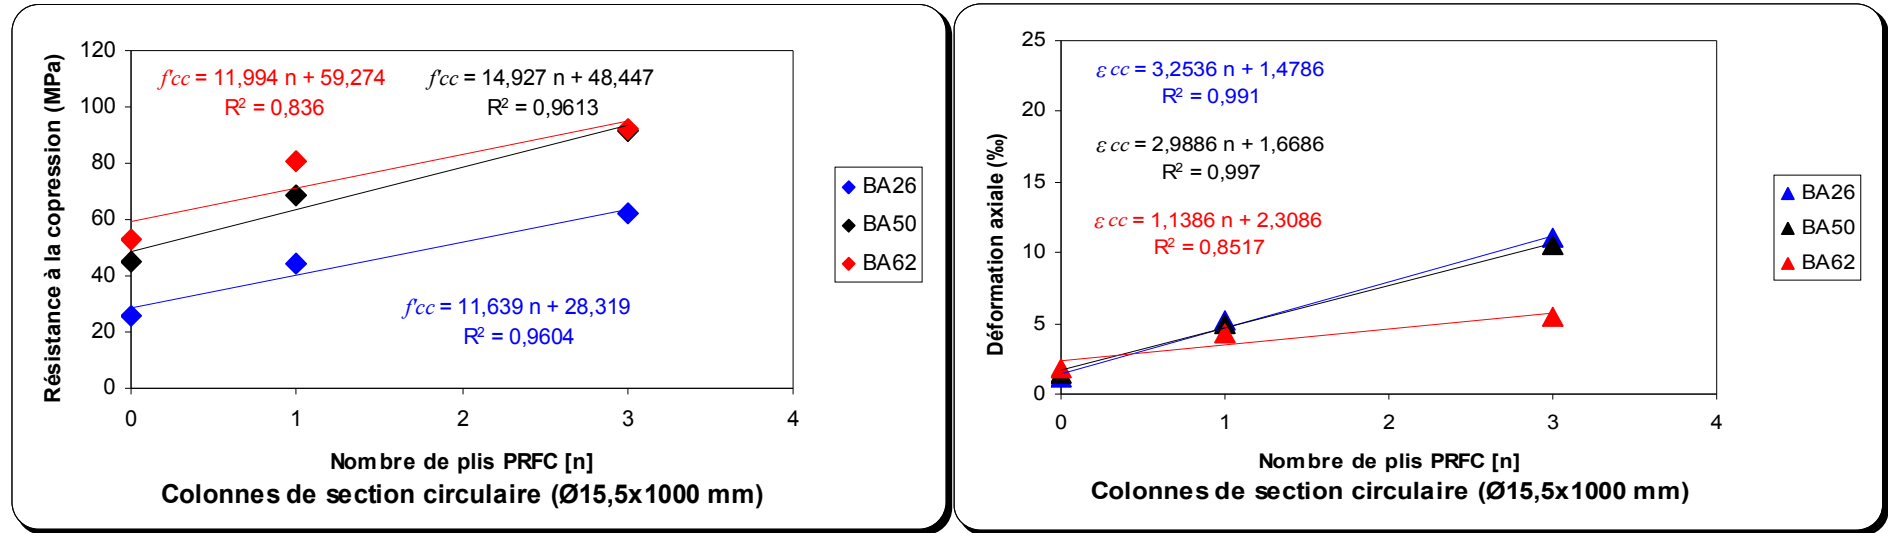 Résistance à la copression (MPa)
120
100
80
60
40
20
0
f'cc = 11,994 n + 59,274
R² = 0,836
f'cc = 14,927 n + 48,447
R² = 0,9613
f'cc = 11,639 n + 28,319
R² = 0,9604
BA26
BA50
BA62
0 1 2 3 4
Nombre de plis PRFC [n]
Colonnes de section circulaire (Ø15,5x1000 mm)
Déformation axiale (‰)
25
20
15
10
5
0
ε cc = 3,2536 n + 1,4786
R² = 0,991
ε cc = 2,9886 n + 1,6686
R² = 0,997
ε cc = 1,1386 n + 2,3086
R² = 0,8517
BA26
BA50
BA62
0 1 2 3 4
Nombre de plis PRFC [n]
Colonnes de section circulaire (Ø15,5x1000 mm)